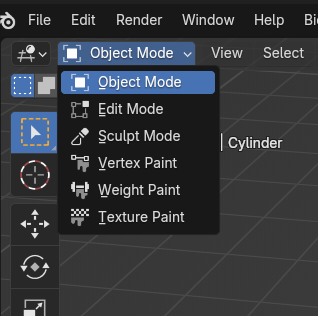 File Edit Render Window Help
Object Mode View Select
Object Mode
Edit Mode
Sculpt Mode
| Cylinder
Vertex Paint
Weight Paint
Texture Paint